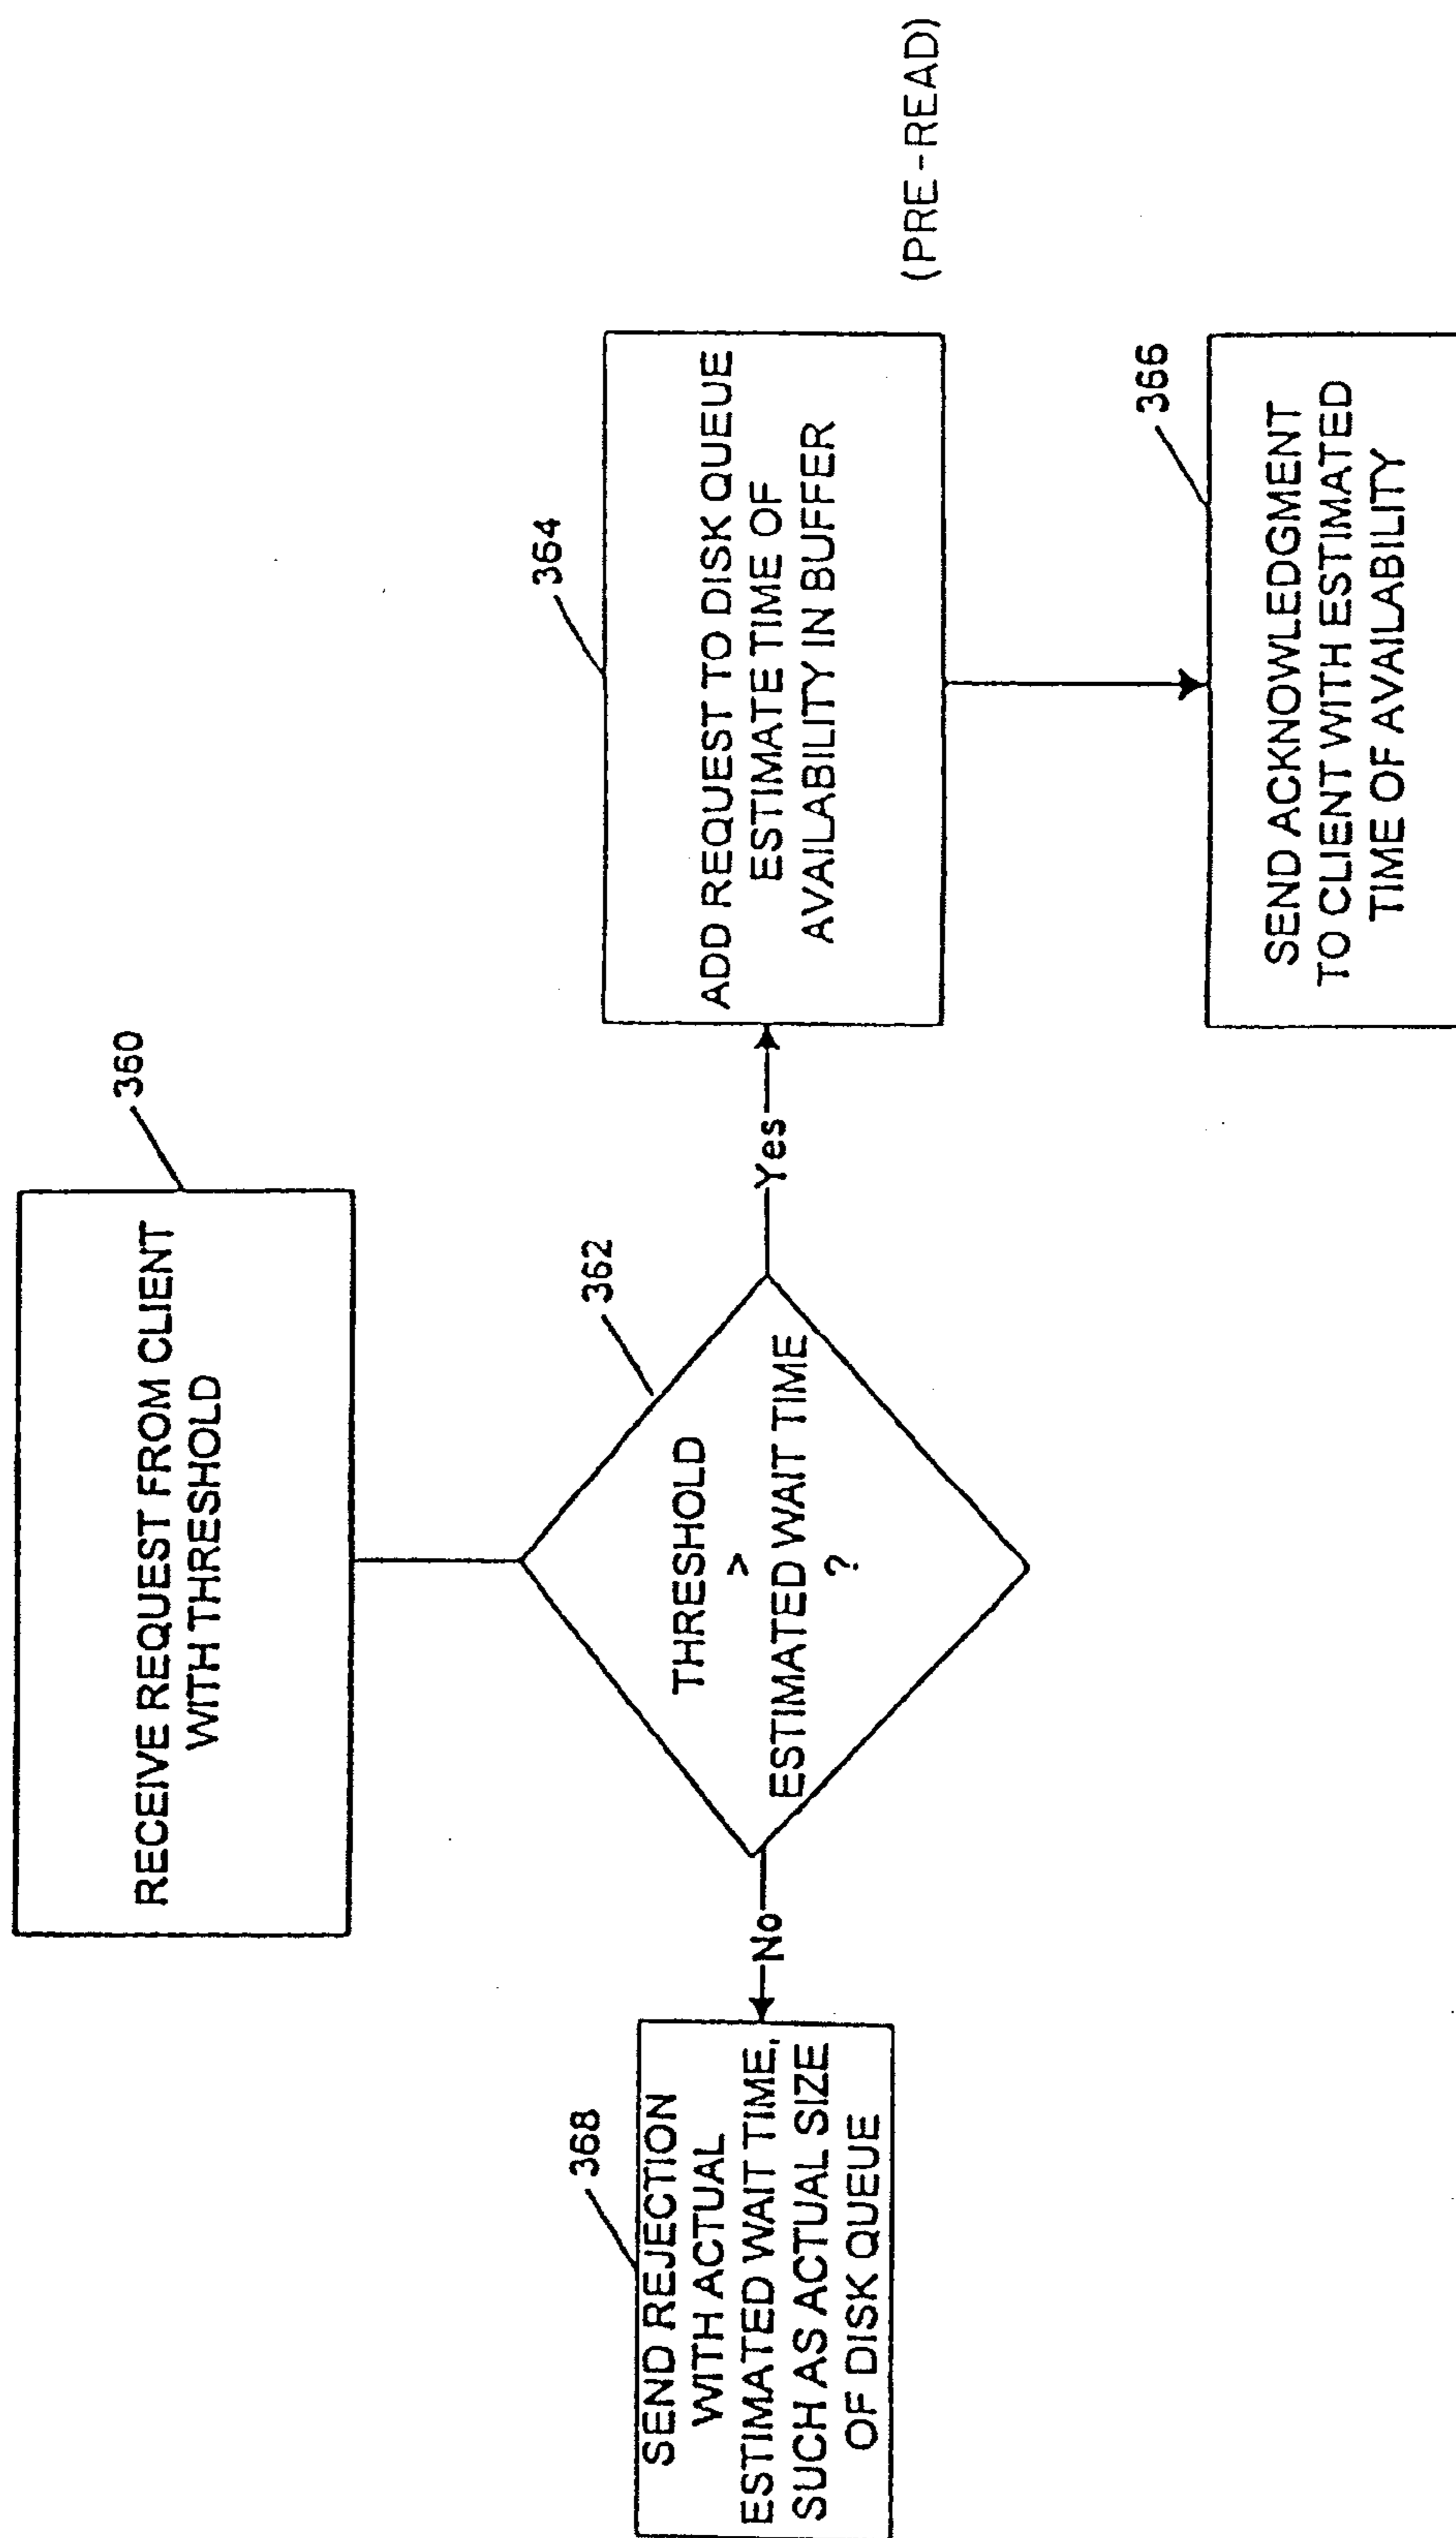 360
RECEIVE REQUEST FROM CLIENT
WITH THRESHOLD
362
THRESHOLD
>
ESTIMATED WAIT TIME
?
No
Yes
368
SEND REJECTION
WITH ACTUAL
ESTIMATED WAIT TIME,
SUCH AS ACTUAL SIZE
OF DISK QUEUE
364
ADD REQUEST TO DISK QUEUE
ESTIMATE TIME OF
AVAILABILITY IN BUFFER
(PRE-READ)
366
SEND ACKNOWLEDGMENT
TO CLIENT WITH ESTIMATED
TIME OF AVAILABILITY